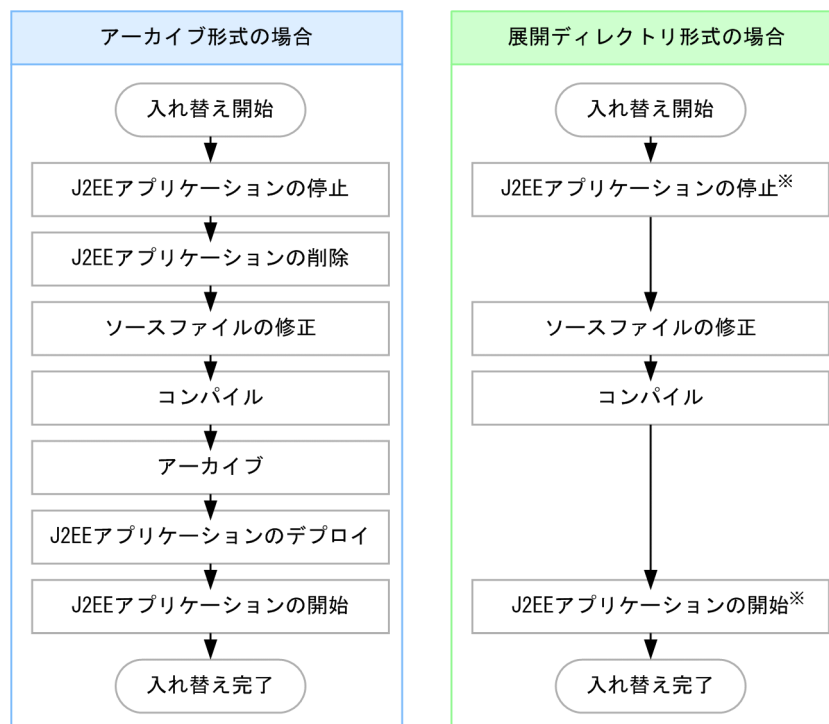 アーカイブ形式の場合
入れ替え開始
J2EEアプリケーションの停止
J2EEアプリケーションの削除
ソースファイルの修正
コンパイル
アーカイブ
J2EEアプリケーションのデプロイ
J2EEアプリケーションの開始
入れ替え完了
展開ディレクトリ形式の場合
入れ替え開始
J2EEアプリケーションの停止※
ソースファイルの修正
コンパイル
J2EEアプリケーションの開始※
入れ替え完了